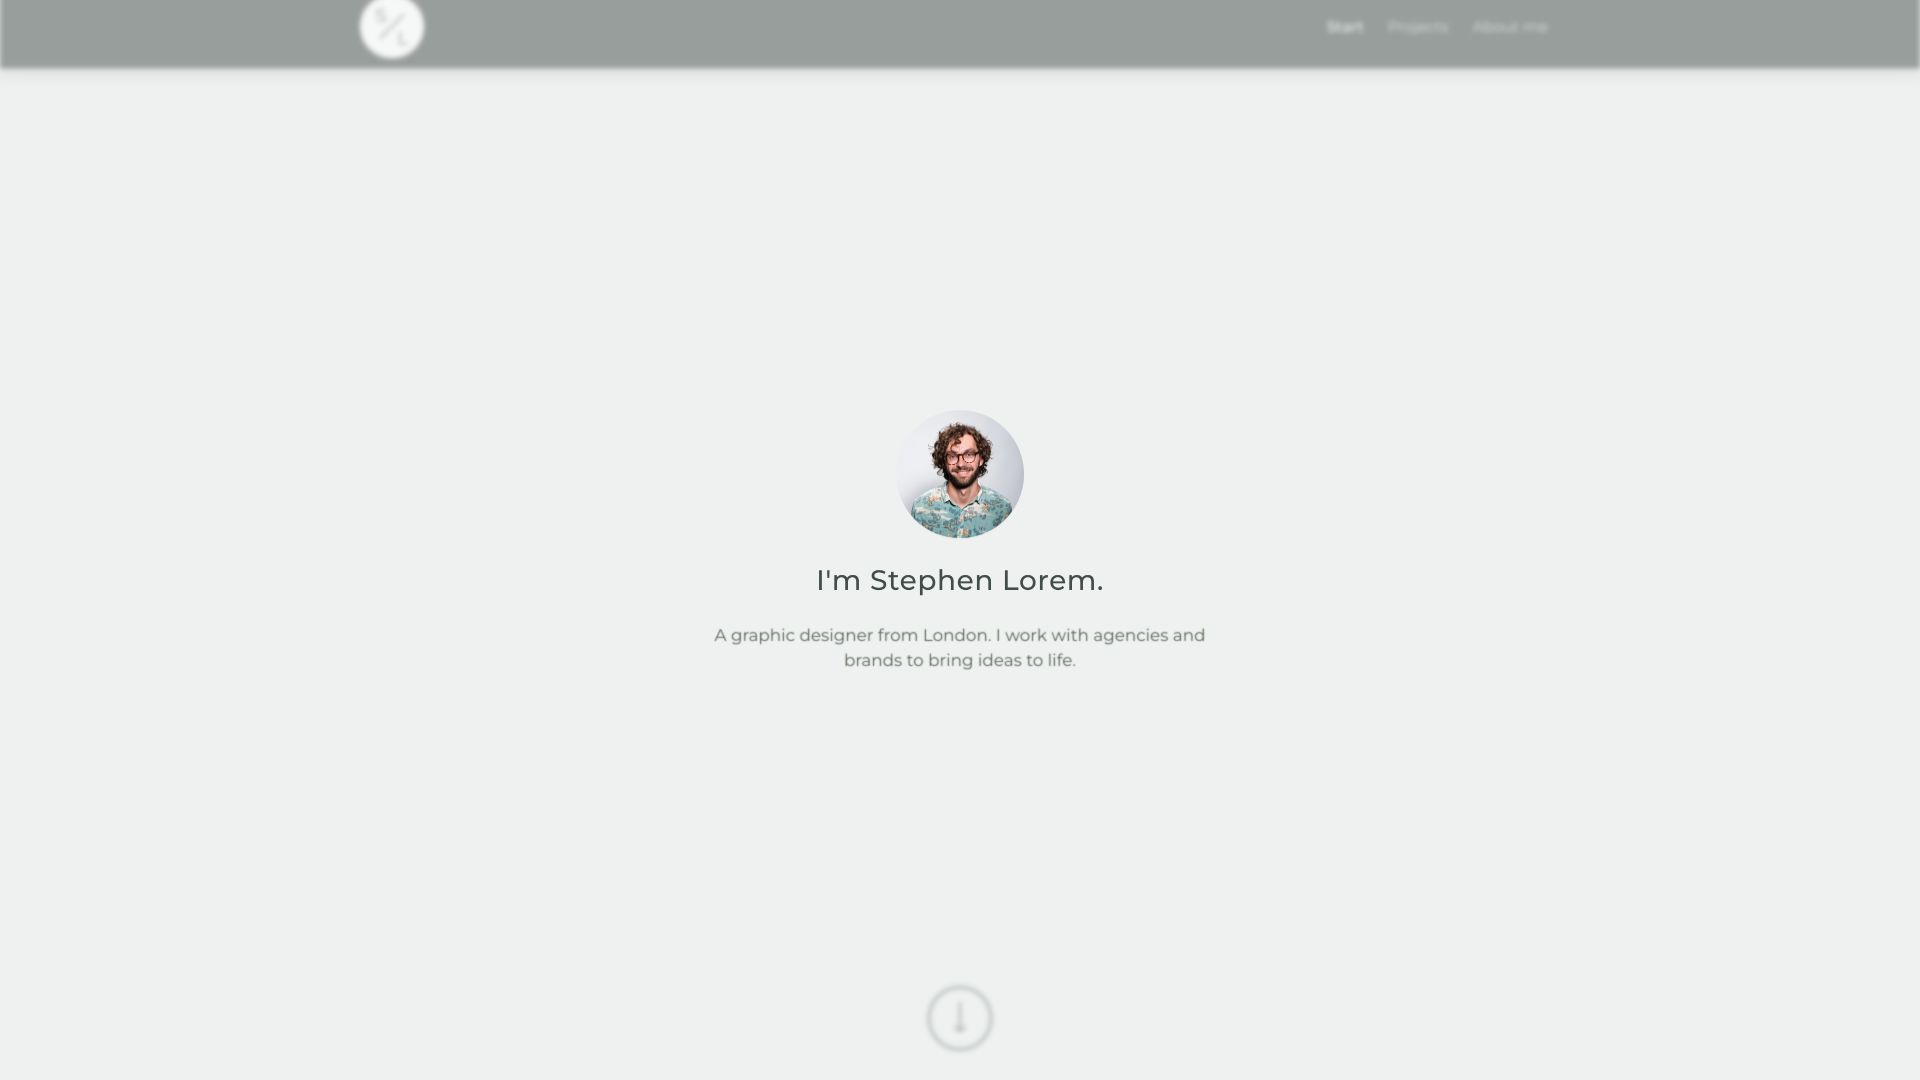 S/L
Start Projects About me
I'm Stephen Lorem.
A graphic designer from London. I work with agencies and
brands to bring ideas to life.